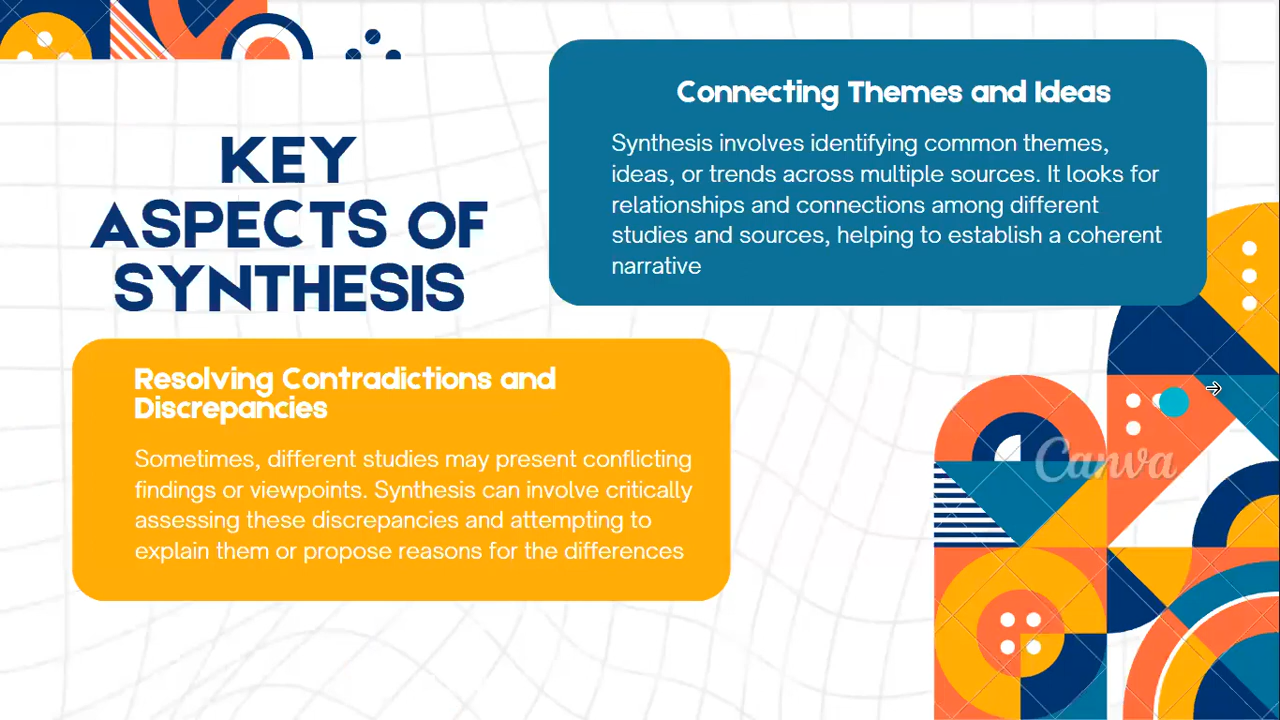 KEY
ASPECTS OF
SYNTHESIS
Connecting Themes and Ideas
Synthesis involves identifying common themes,
ideas, or trends across multiple sources. It looks for
relationships and connections among different
studies and sources, helping to establish a coherent
narrative
Resolving Contradictions and
Discrepancies
Sometimes, different studies may present conflicting
findings or viewpoints. Synthesis can involve critically
assessing these discrepancies and attempting to
explain them or propose reasons for the differences
Canva